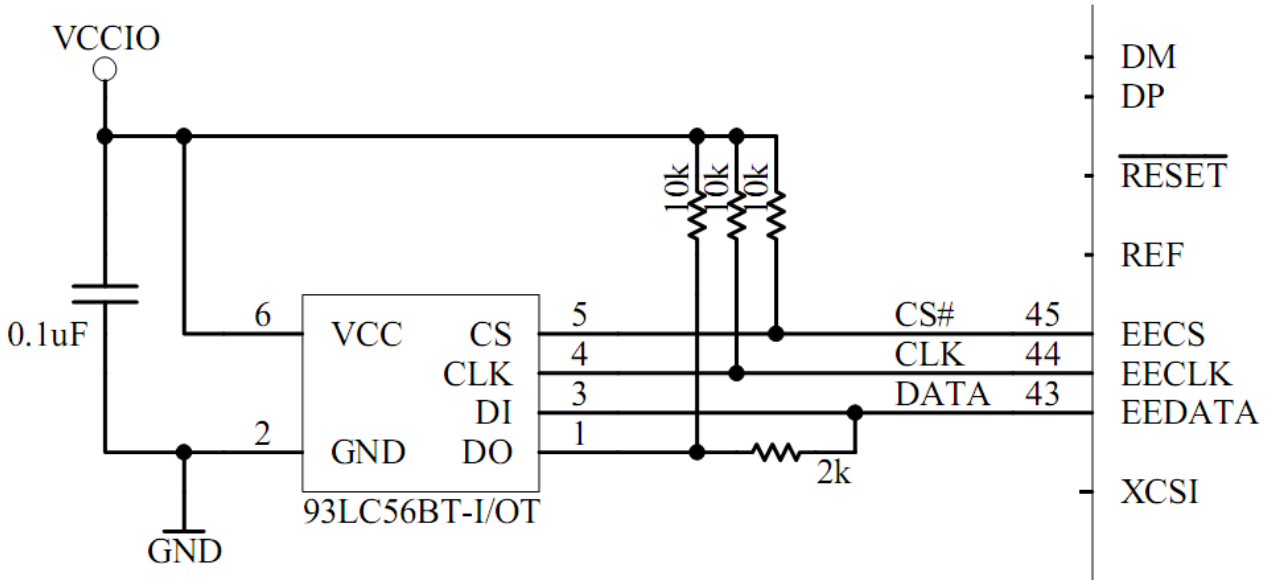 VCCIO
DM
DP
RESET
10k 10k 10k
REF
0.1uF
6 VCC CS 5 CS# 45 EECS
CLK 4 CLK 44 EECLK
DI 3 DATA 43 EEDATA
2 GND DO 1
2k
XCSI
93LC56BT-I/OT
GND